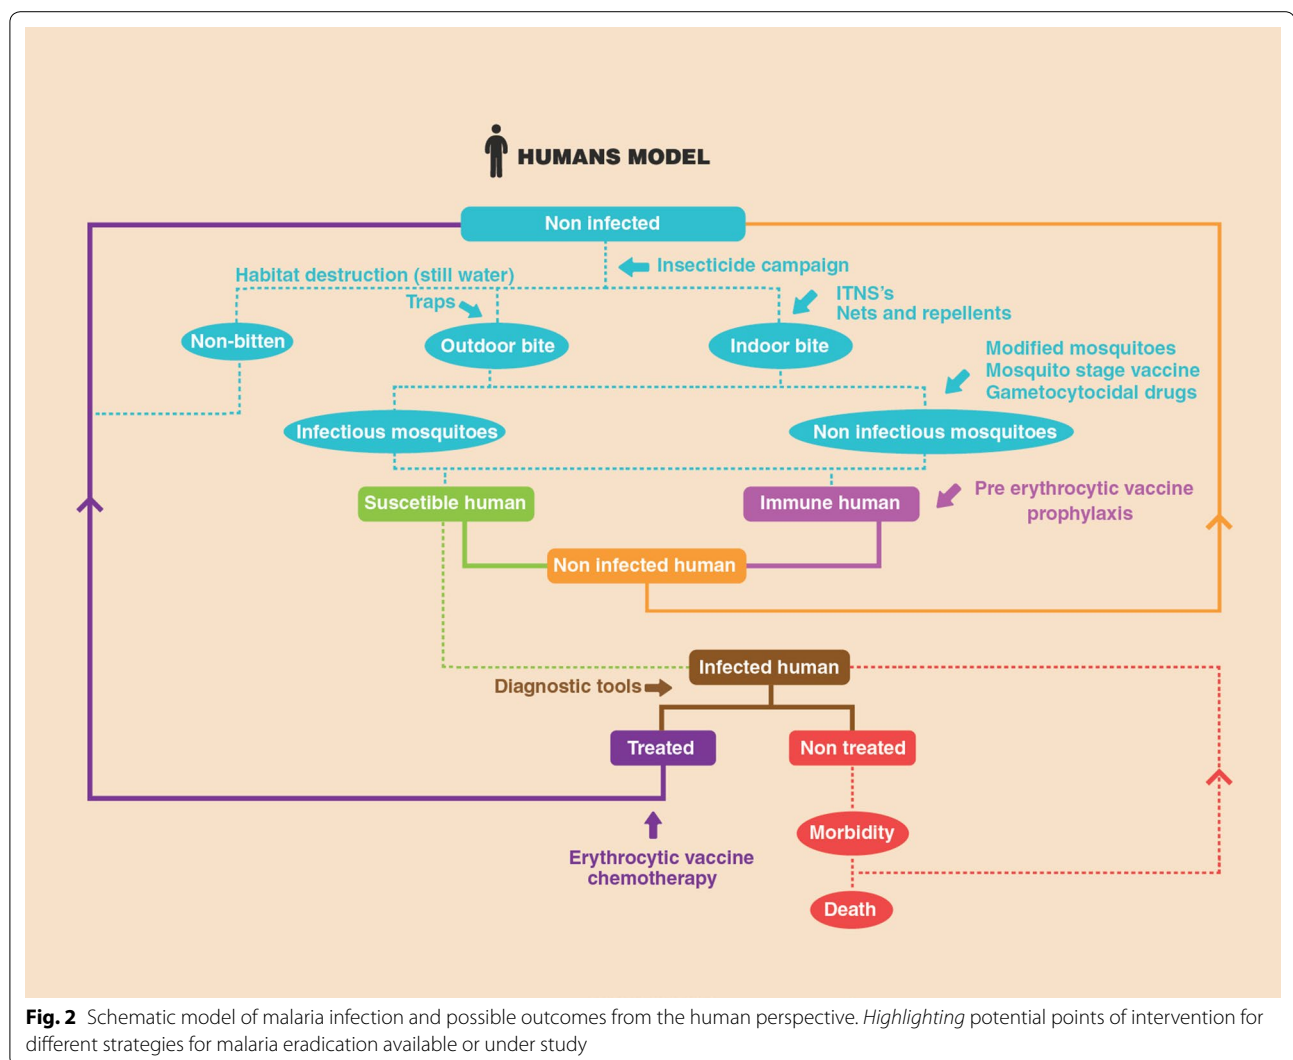 HUMANS MODEL
Non infected
Insecticide campaign
Habitat destruction (still water)
Traps
ITNS's
Nets and repellents
Non-bitten
Outdoor bite
Indoor bite
Modified mosquitoes
Mosquito stage vaccine
Gametocytocidal drugs
Infectious mosquitoes
Non infectious mosquitoes
Suscetible human
Immune human
Pre erythrocytic vaccine
prophylaxis
Non infected human
Infected human
Diagnostic tools
Treated
Non treated
Morbidity
Erythrocytic vaccine
chemotherapy
Death
Fig. 2 Schematic model of malaria infection and possible outcomes from the human perspective. Highlighting potential points of intervention for
different strategies for malaria eradication available or under study